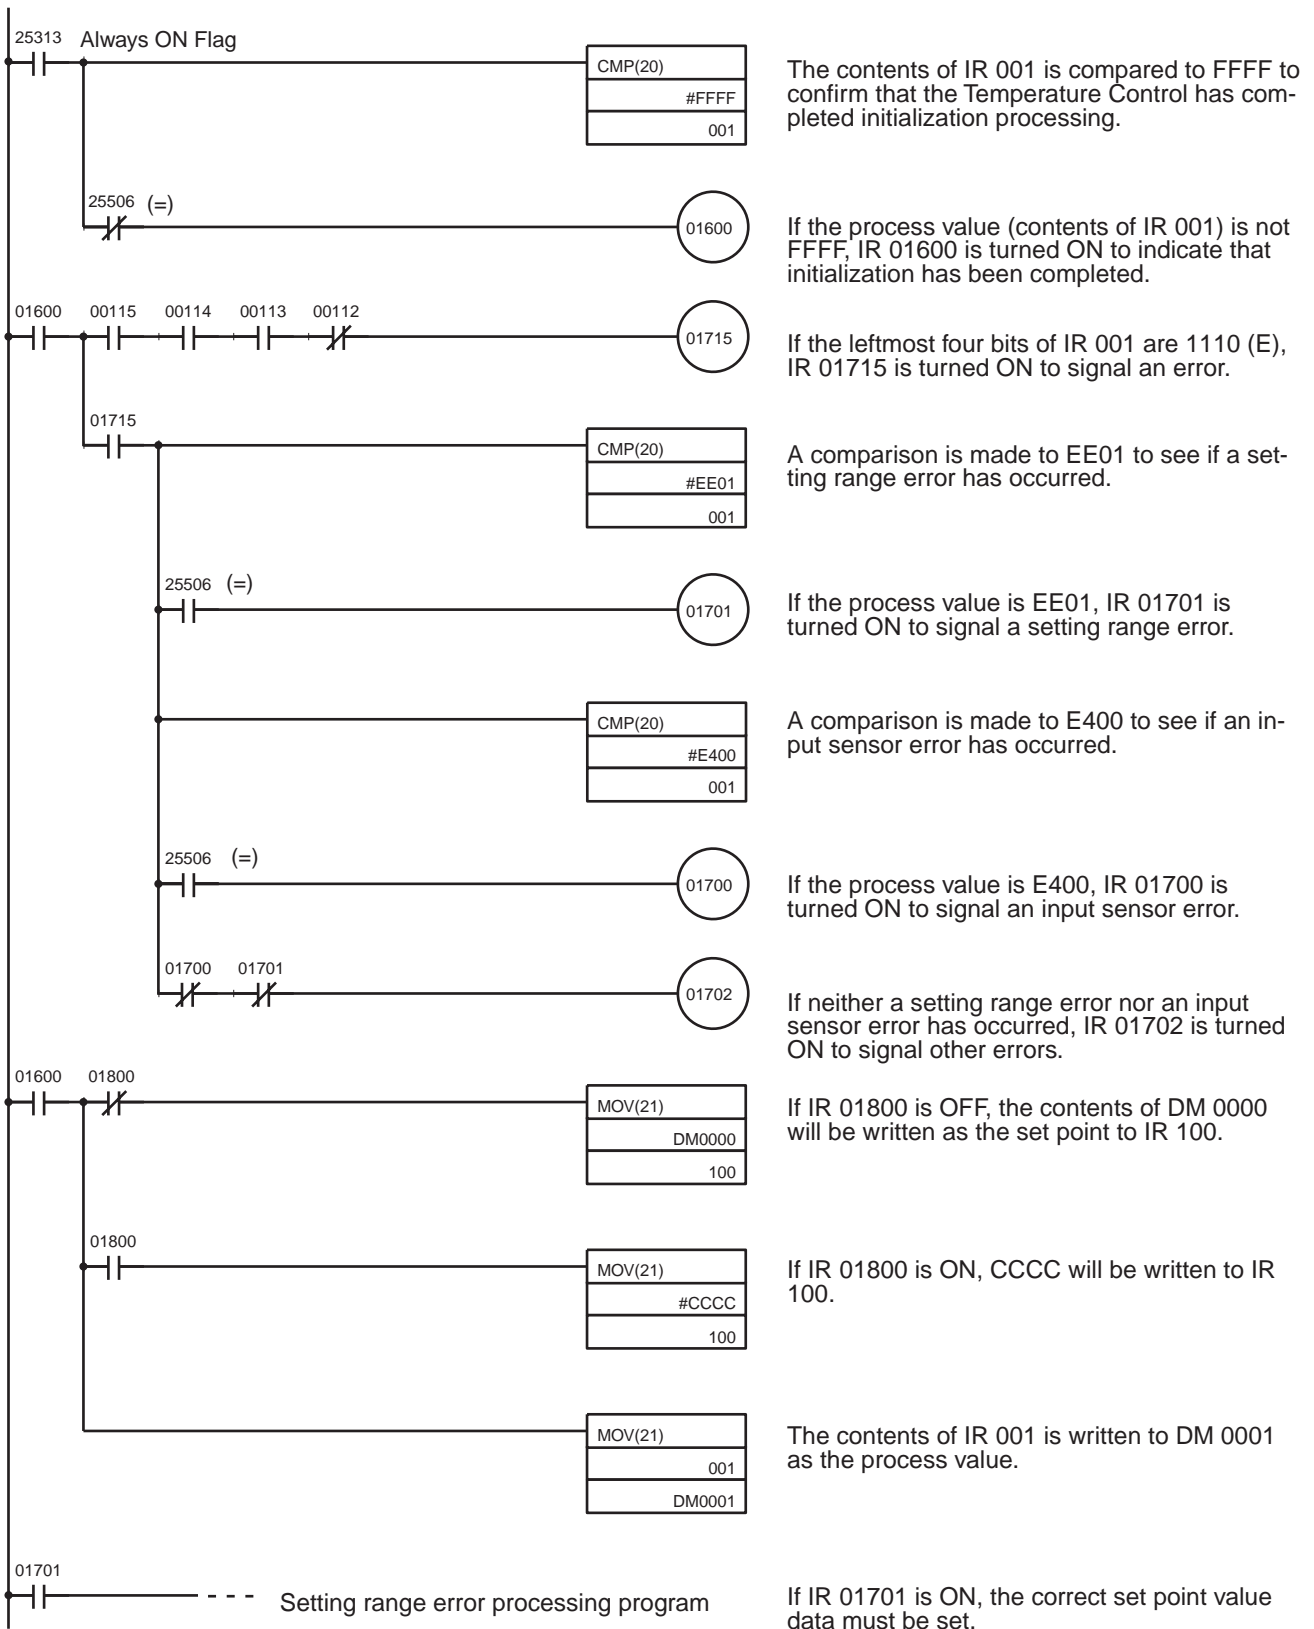 25313 Always ON Flag
CMP(20)
#FFFF
001
The contents of IR 001 is compared to FFFF to
confirm that the Temperature Control has com-
pleted initialization processing.
25506 (=)
01600
If the process value (contents of IR 001) is not
FFFF, IR 01600 is turned ON to indicate that
initialization has been completed.
01600 00115 00114 00113 00112
01715
If the leftmost four bits of IR 001 are 1110 (E),
IR 01715 is turned ON to signal an error.
01715
CMP(20)
#EE01
001
A comparison is made to EE01 to see if a set-
ting range error has occurred.
25506 (=)
01701
If the process value is EE01, IR 01701 is
turned ON to signal a setting range error.
CMP(20)
#E400
001
A comparison is made to E400 to see if an in-
put sensor error has occurred.
25506 (=)
01700
If the process value is E400, IR 01700 is
turned ON to signal an input sensor error.
01700 01701
01702
If neither a setting range error nor an input
sensor error has occurred, IR 01702 is turned
ON to signal other errors.
01600 01800
MOV(21)
DM0000
100
If IR 01800 is OFF, the contents of DM 0000
will be written as the set point to IR 100.
01800
MOV(21)
#CCCC
100
If IR 01800 is ON, CCCC will be written to IR
100.
MOV(21)
001
DM0001
The contents of IR 001 is written to DM 0001
as the process value.
01701
Setting range error processing program
If IR 01701 is ON, the correct set point value
data must be set.